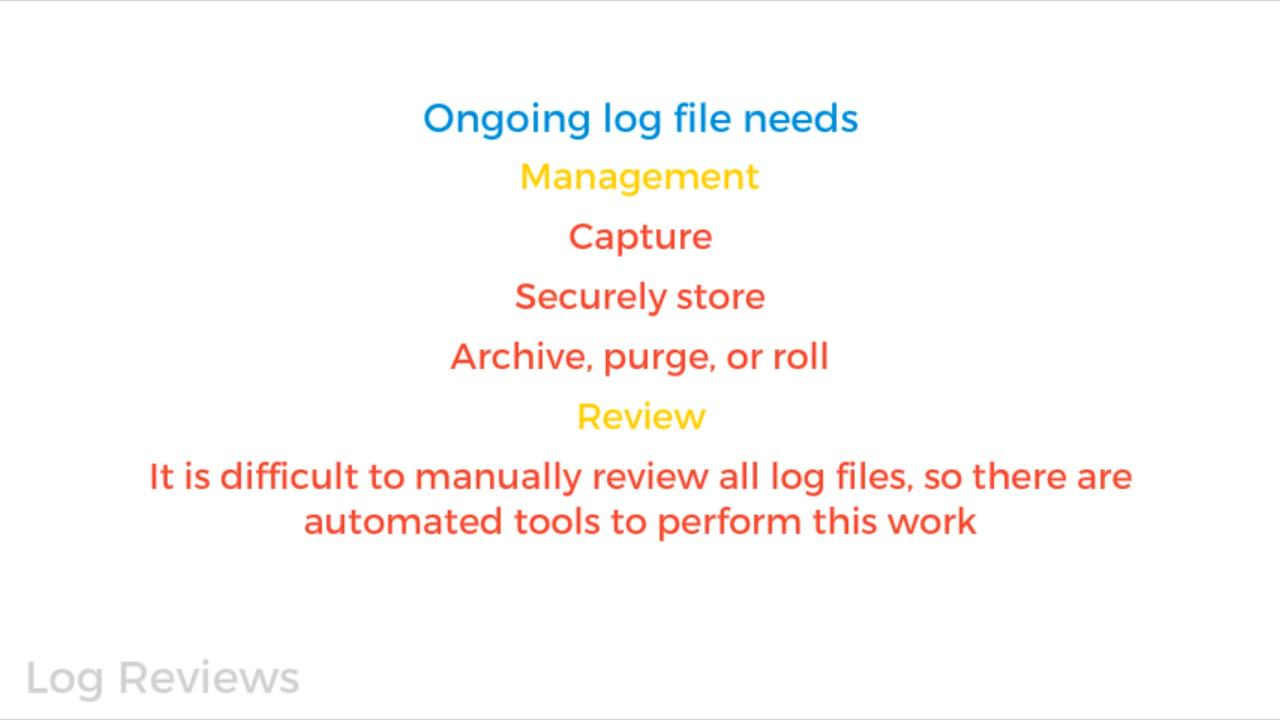 Ongoing log file needs
Management
Capture
Securely store
Archive, purge, or roll
Review
It is difficult to manually review all log files, so there are
automated tools to perform this work
Log Reviews